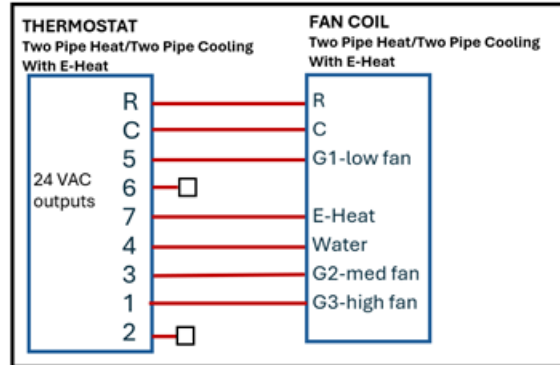 THERMOSTAT
Two Pipe Heat/Two Pipe Cooling
With E-Heat
FAN COIL
Two Pipe Heat/Two Pipe Cooling
With E-Heat
24 VAC
outputs
R
C
5
6
7
4
3
1
2
R
C
G1-low fan
E-Heat
Water
G2-med fan
G3-high fan